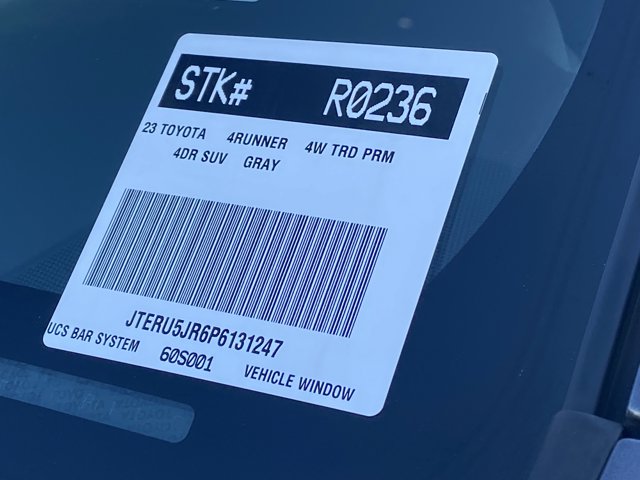 STK# R0236
23 TOYOTA 4RUNNER 4W TRD PRM
4DR SUV GRAY
JTERU5JR6P6131247
UCS BAR SYSTEM 60S001 VEHICLE WINDOW